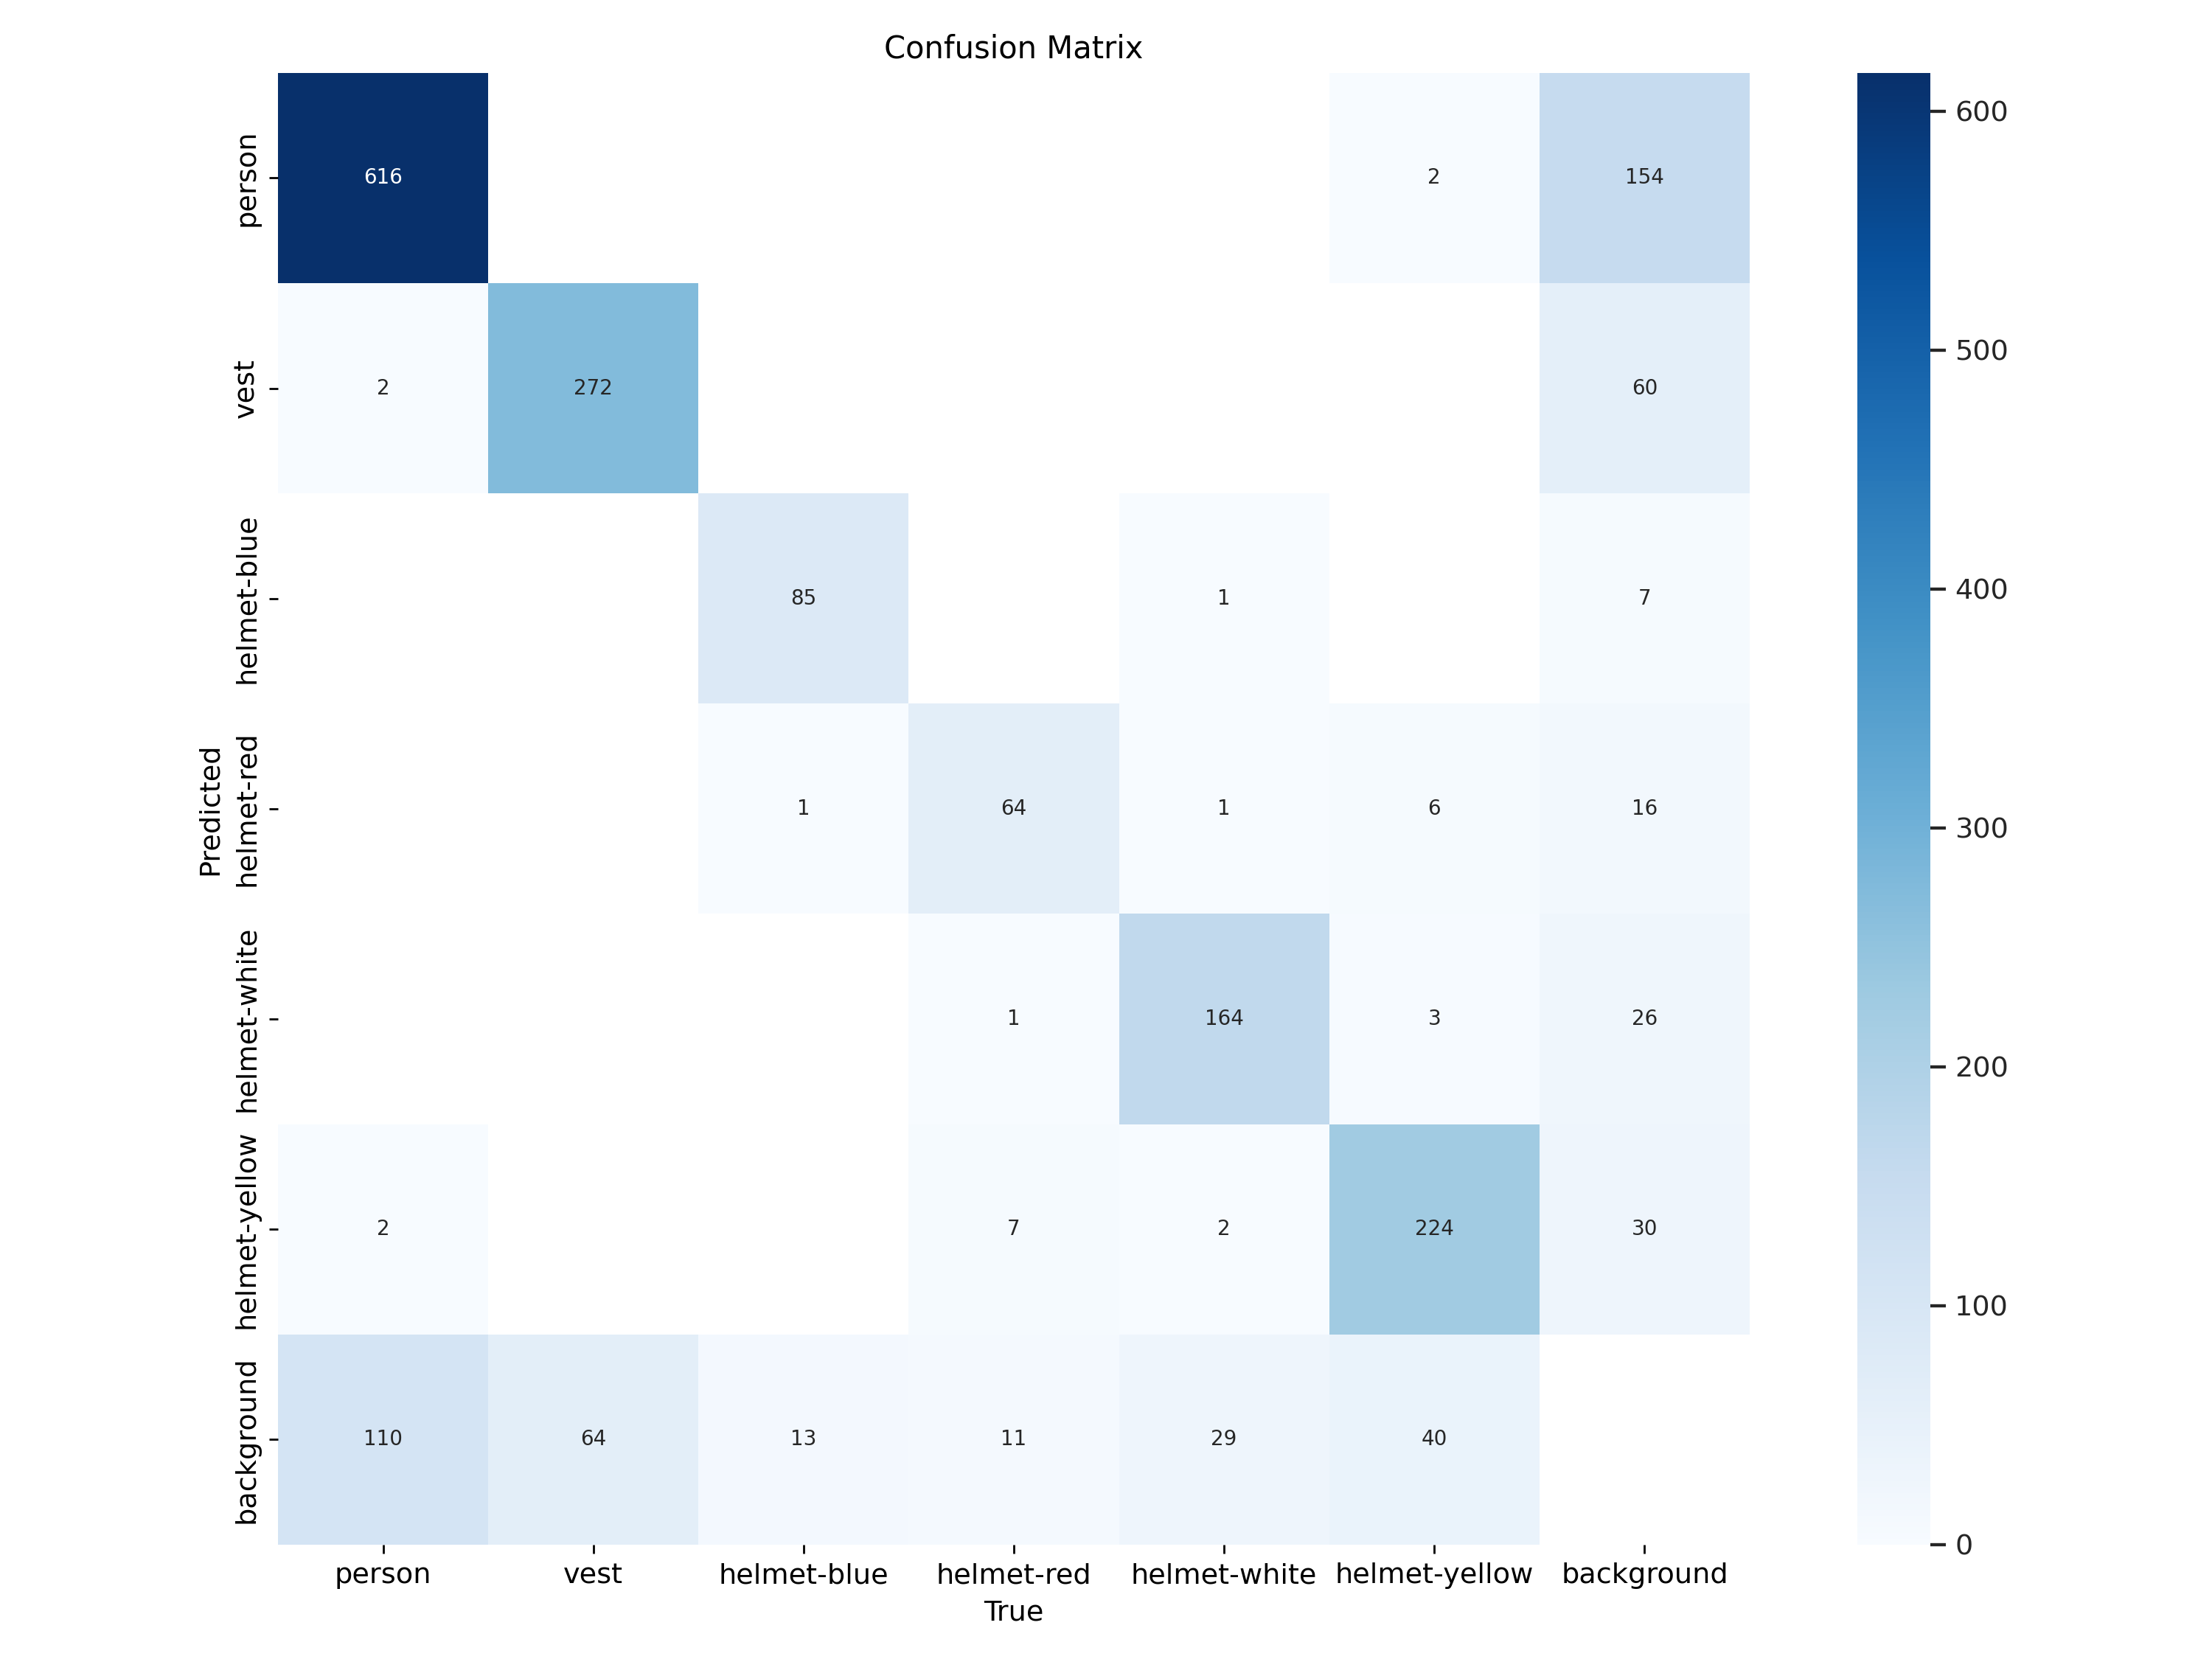 Confusion Matrix
person
616
2
154
600
vest
2
272
60
500
helmet-blue
85
1
7
400
Predicted
helmet-red
1
64
1
6
16
300
helmet-white
1
164
3
26
200
helmet-yellow
2
7
2
224
30
100
background
110
64
13
11
29
40
0
person
vest
helmet-blue
helmet-red
helmet-white
helmet-yellow
background
True